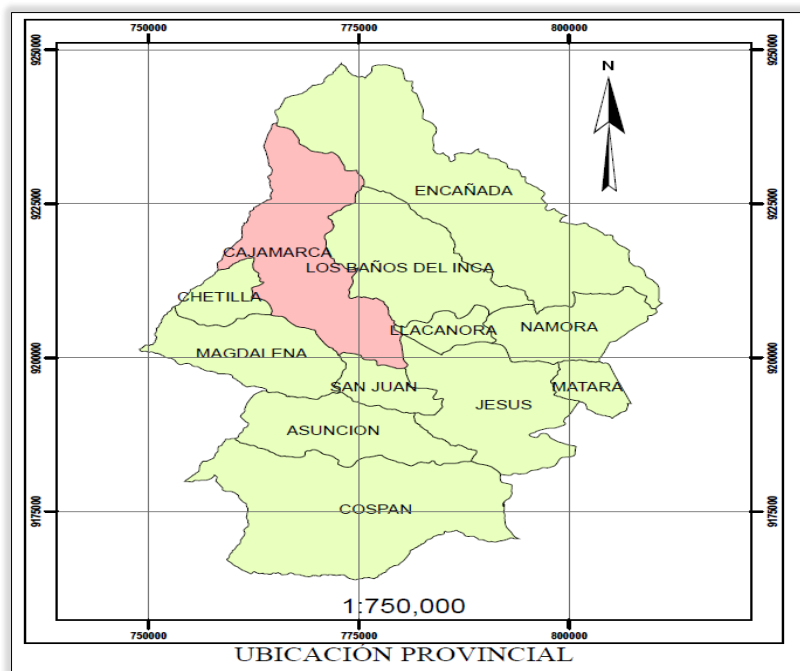 750000 775000 800000
9250000 9250000
N
ENCAÑADA
9225000 9225000
CAJAMARCA
LOS BAÑOS DEL INCA
CHETILLA
LLACANORA NAMORA
MAGDALENA
9200000 9200000
SAN JUAN MATARA
JESUS
ASUNCION
COSPAN
9175000 9175000
1:750,000
750000 775000 800000
UBICACIÓN PROVINCIAL